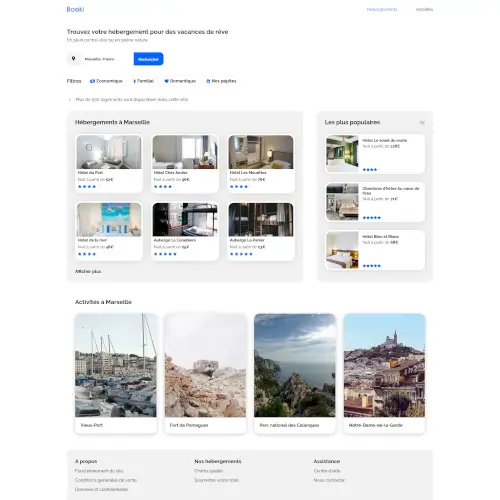 Booki
Hébergements
Activités
Trouvez votre hébergement pour des vacances de rêve
En plein centre-ville ou en pleine nature
Marseille, France
Rechercher
Filtres
Économique
Familial
Romantique
Nos pépites
Plus de 500 logements sont disponibles dans cette ville
Hébergements à Marseille
Hôtel du Port
Nuit à partir de 52€
Hôtel Chez Amina
Nuit à partir de
Hôtel Les Mouettes
Nuit à partir de 76€
Hôtel de la mer
Nuit à partir de 46€
Auberge La Canebière
Nuit à partir de 25€
Auberge Le Panier
Nuit à partir de 23€
Afficher plus
Les plus populaires
Hôtel Le soleil du matin
Nuit à partir de 128€
Chambres d'hôtes Au cœur de
l'eau
Nuit à partir de 71€
Hôtel Bleu et Blanc
Nuit à partir de 68€
Activités à Marseille
Vieux-Port
Fort de Pomegues
Parc national des Calanques
Notre-Dame-de-la-Garde
A propos
Fonctionnement du site
Conditions générales de vente
Données et confidentialité
Nos hébergements
Charte qualité
Soumettre votre hôtel
Assistance
Centre d'aide
Nous contacter